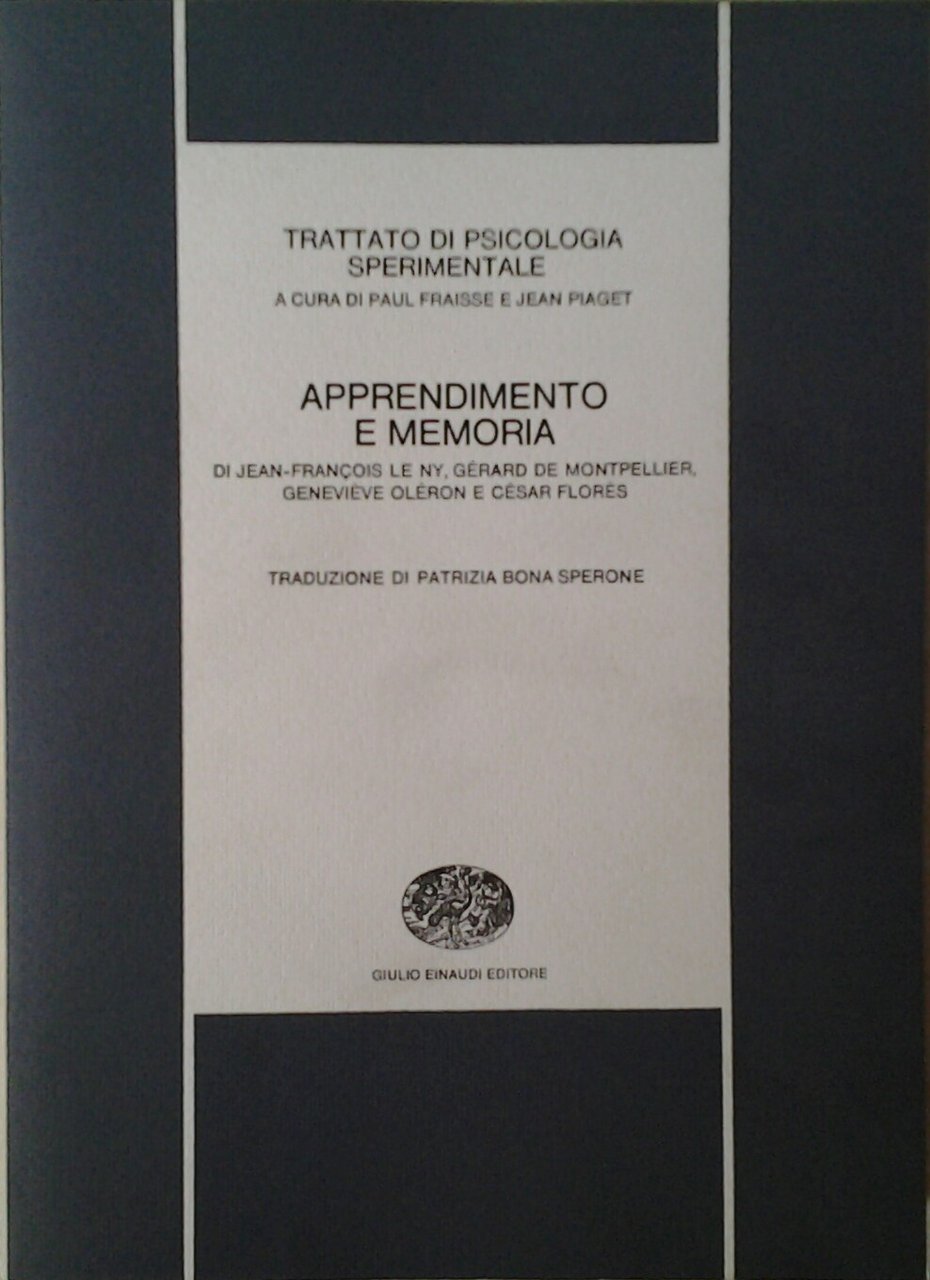 TRATTATO DI PSICOLOGIA
SPERIMENTALE
A CURA DI PAUL FRAISSE E JEAN PIAGET
APPRENDIMENTO
E MEMORIA
DI JEAN-FRANÇOIS LE NY, GÉRARD DE MONTPELLIER,
GENEVIÈVE OLÉRON E CÉSAR FLORÈS
TRADUZIONE DI PATRIZIA BONA SPERONE
GIULIO EINAUDI EDITORE